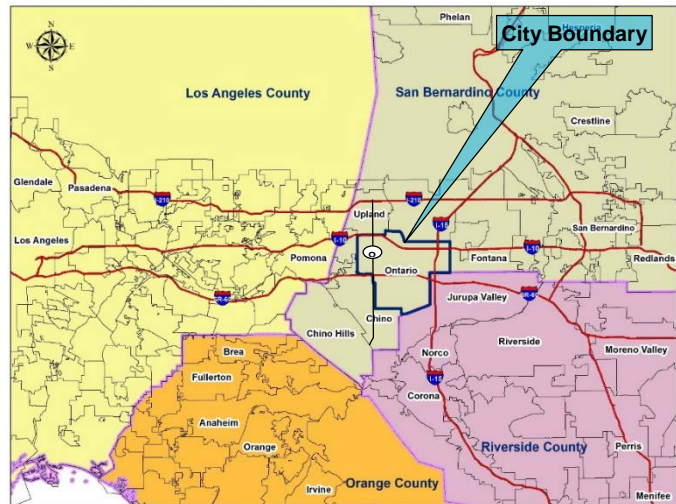 Phelan
Hesperia
City Boundary
N
W
E
S
Los Angeles County
San Bernardino County
Crestline
Glendale
Pasadena
I-210
I-210
Upland
I-15
San Bernardino
Los Angeles
I-10
I-10
Pomona
Fontana
Redlands
Ontario
SR-60
Jurupa Valley
SR-60
Chino
Chino Hills
Riverside
Brea
Norco
Moreno Valley
Fullerton
I-15
Corona
Anaheim
Orange
Riverside County
Perris
Orange County
Irvine
Menifee